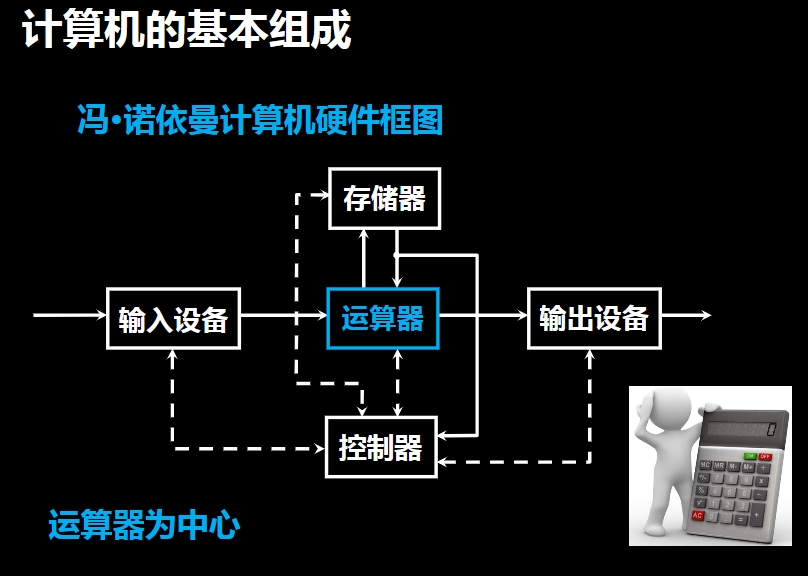 计算机的基本组成
冯•诺依曼计算机硬件框图
存储器
输入设备
运算器
输出设备
控制器
运算器为中心
0
ON OFF
MC MR M- M+ ÷
AC